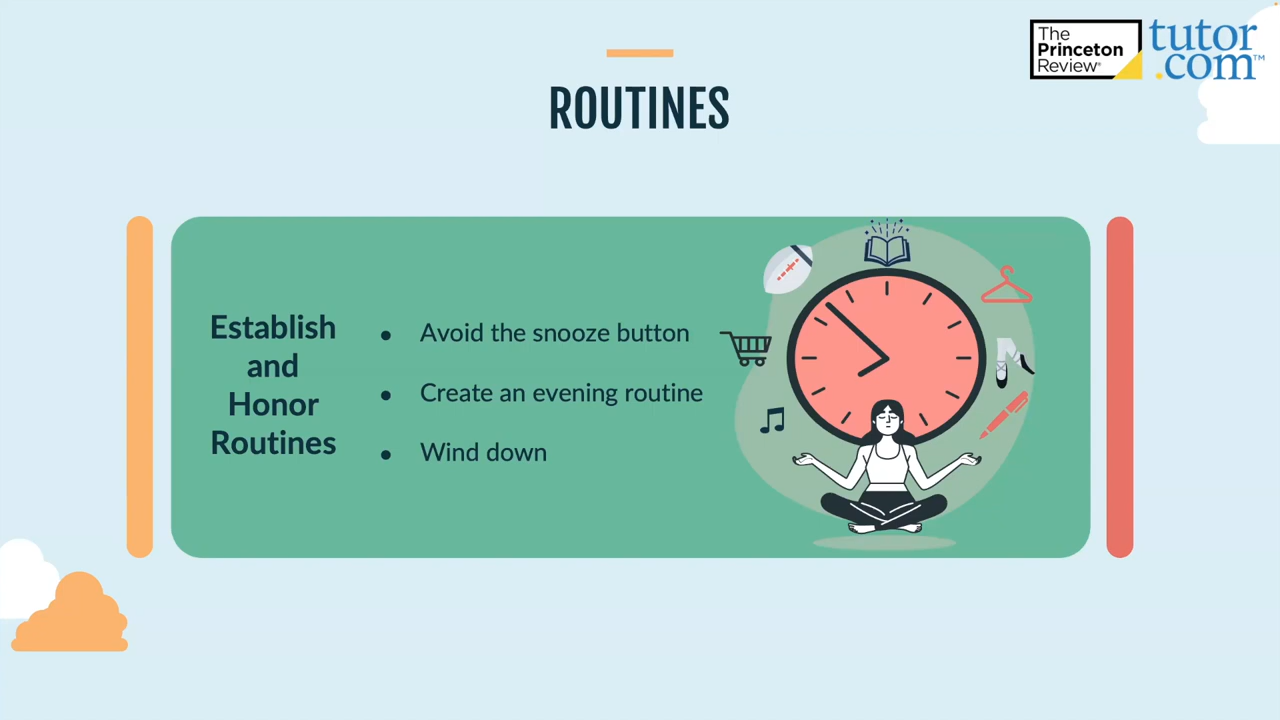 The
Princeton
Review®
tutor
.com™
ROUTINES
Establish
and
Honor
Routines
● Avoid the snooze button
● Create an evening routine
● Wind down